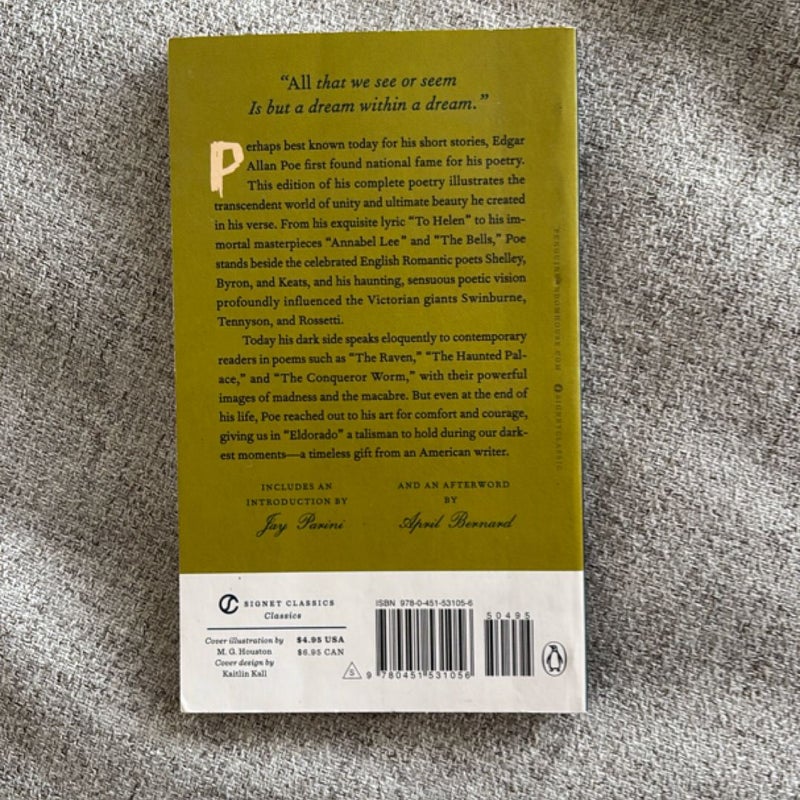 “All that we see or seem
Is but a dream within a dream.”
Perhaps best known today for his short stories, Edgar
Allan Poe first found national fame for his poetry.
This edition of his complete poetry illustrates the
transcendent world of unity and ultimate beauty he created
in his verse. From his exquisite lyric “To Helen” to his im-
mortal masterpieces “Annabel Lee” and “The Bells,” Poe
stands beside the celebrated English Romantic poets Shelley,
Byron, and Keats, and his haunting, sensuous poetic vision
profoundly influenced the Victorian giants Swinburne,
Tennyson, and Rossetti.
Today his dark side speaks eloquently to contemporary
readers in poems such as “The Raven,” “The Haunted Pal-
ace,” and “The Conqueror Worm,” with their powerful
images of madness and the macabre. But even at the end of
his life, Poe reached out to his art for comfort and courage,
giving us in “Eldorado” a talisman to hold during our dark-
est moments—a timeless gift from an American writer.
INCLUDES AN
INTRODUCTION BY
Jay Parini
AND AN AFTERWORD
BY
April Bernard
SIGNET CLASSICS
Classics
Cover illustration by
M. G. Houston
Cover design by
Kaitlin Kall
$4.95 USA
$6.95 CAN
S
ISBN 978-0-451-53105-6
9 780451 531056
50495